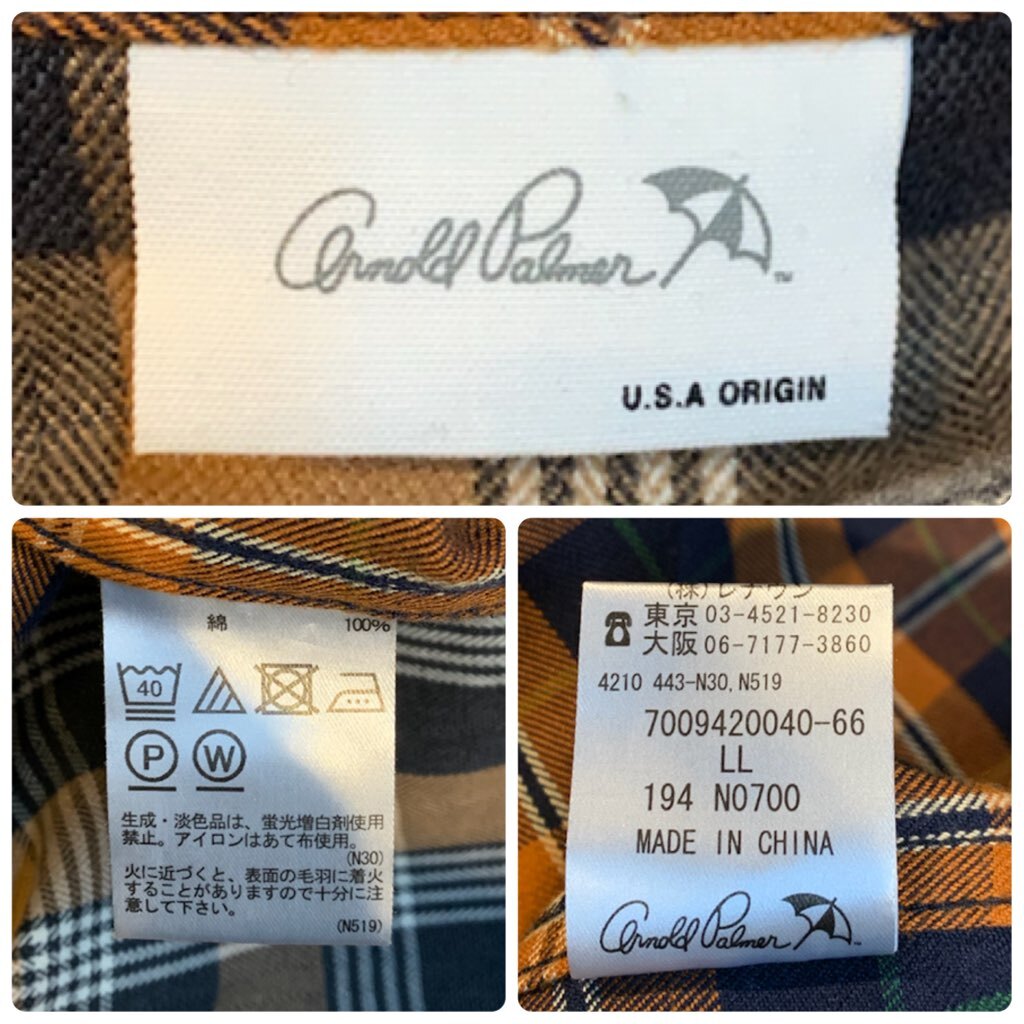 Arnold Palmer ™
U.S.A ORIGIN
綿 100%
40
P W
生成・淡色品は、蛍光増白剤使用
禁止。アイロンはあて布使用。
(N30)
火に近づくと、表面の毛羽に着火
することがありますので十分に注
意して下さい。
(N519)
(株)レナウン
東京 03-4521-8230
大阪 06-7177-3860
4210 443-N30,N519
7009420040-66
LL
194 N0700
MADE IN CHINA
Arnold Palmer ™